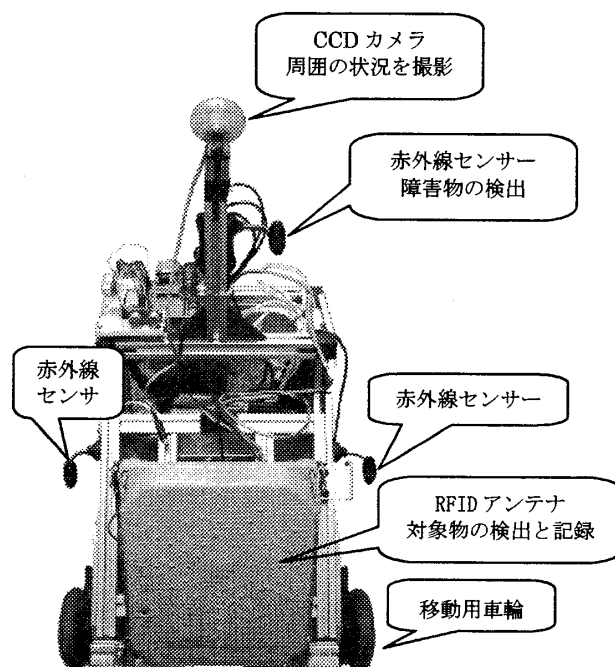 CCD カメラ
周囲の状況を撮影
赤外線センサー
障害物の検出
赤外線
センサ
赤外線センサー
RFID アンテナ
対象物の検出と記録
移動用車輪